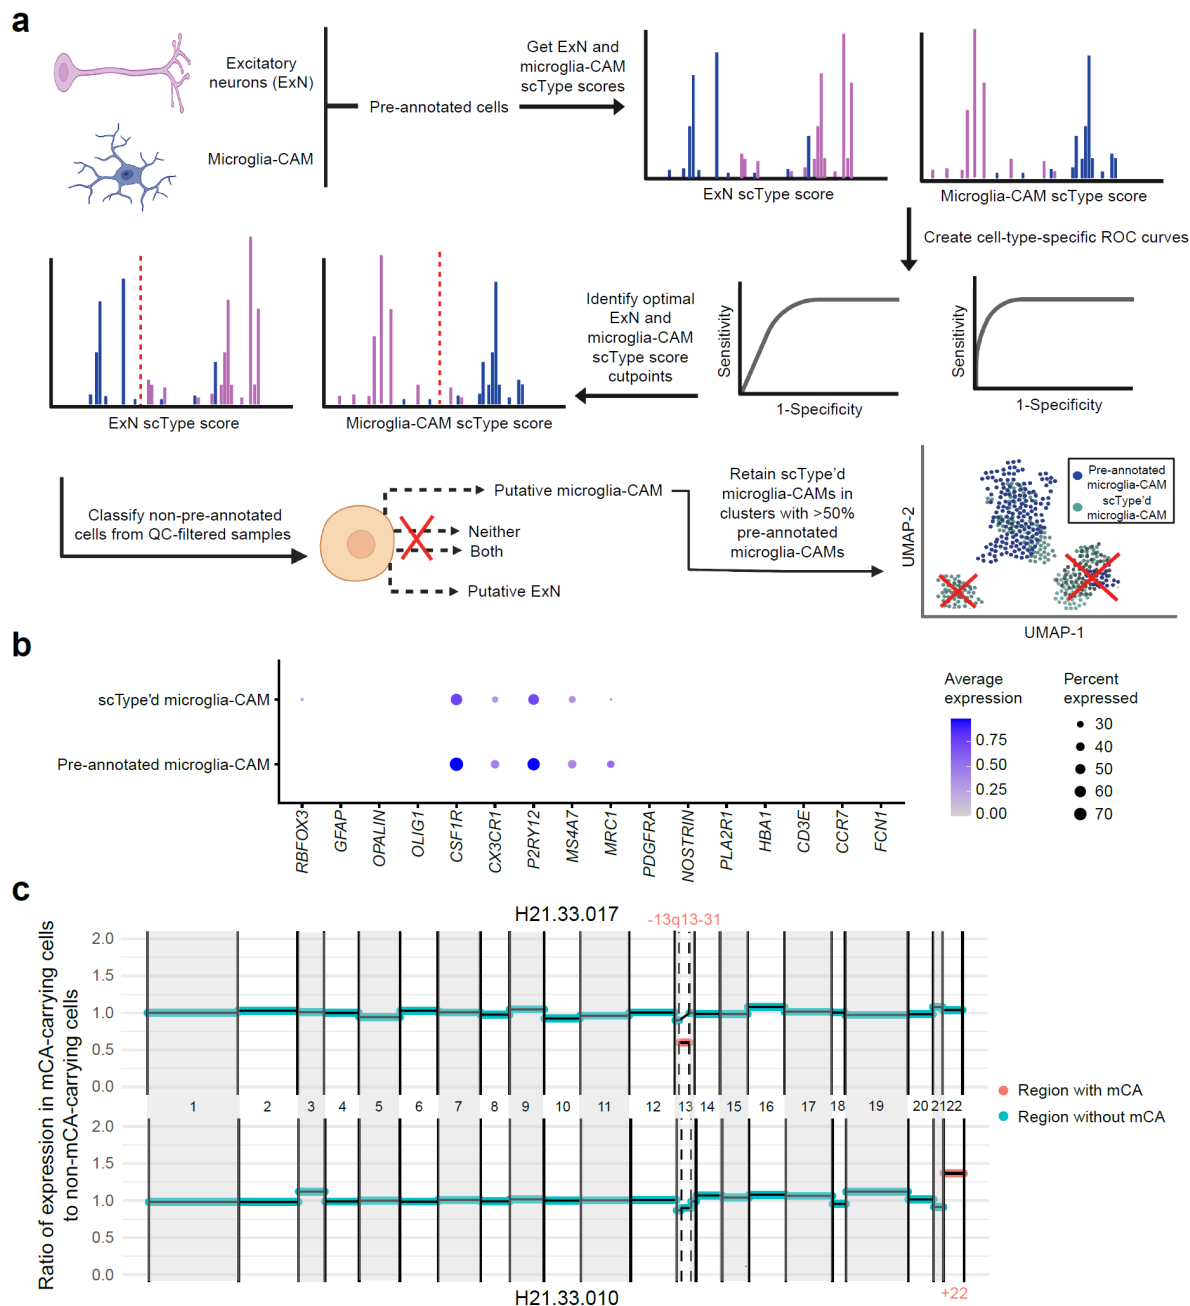 a
Excitatory
neurons (ExN)
Microglia-CAM
Pre-annotated cells
Get ExN and
microglia-CAM
scType scores
ExN scType score
Microglia-CAM scType score
Create cell-type-specific ROC curves
Sensitivity
1-Specificity
Sensitivity
1-Specificity
Identify optimal
ExN and
microglia-CAM
scType score
cutpoints
ExN scType score
Microglia-CAM scType score
Classify non-pre-annotated
cells from QC-filtered samples
Putative microglia-CAM
Neither
Both
Putative ExN
Retain scType'd
microglia-CAMs in
clusters with >50%
pre-annotated
microglia-CAMs
Pre-annotated
microglia-CAM
scType'd
microglia-CAM
UMAP-2
UMAP-1
b
scType'd microglia-CAM
Pre-annotated microglia-CAM
RBFOX3
GFAP
OPALIN
OLIG1
CSF1R
CX3CR1
P2RY12
MS4A7
MRC1
PDGFRA
NOSTRIN
PLA2R1
HBA1
CD3E
CCR7
FCN1
Average
expression
0.75
0.50
0.25
0.00
Percent
expressed
30
40
50
60
70
c
H21.33.017
-13q13-31
Ratio of expression in mCA-carrying cells
to non-mCA-carrying cells
2.0
1.5
1.0
0.5
0.0
1 2 3 4 5 6 7 8 9 10 11 12 13 14 15 16 17 18 19 20 21 22
2.0
1.5
1.0
0.5
0.0
Region with mCA
Region without mCA
H21.33.010
+22